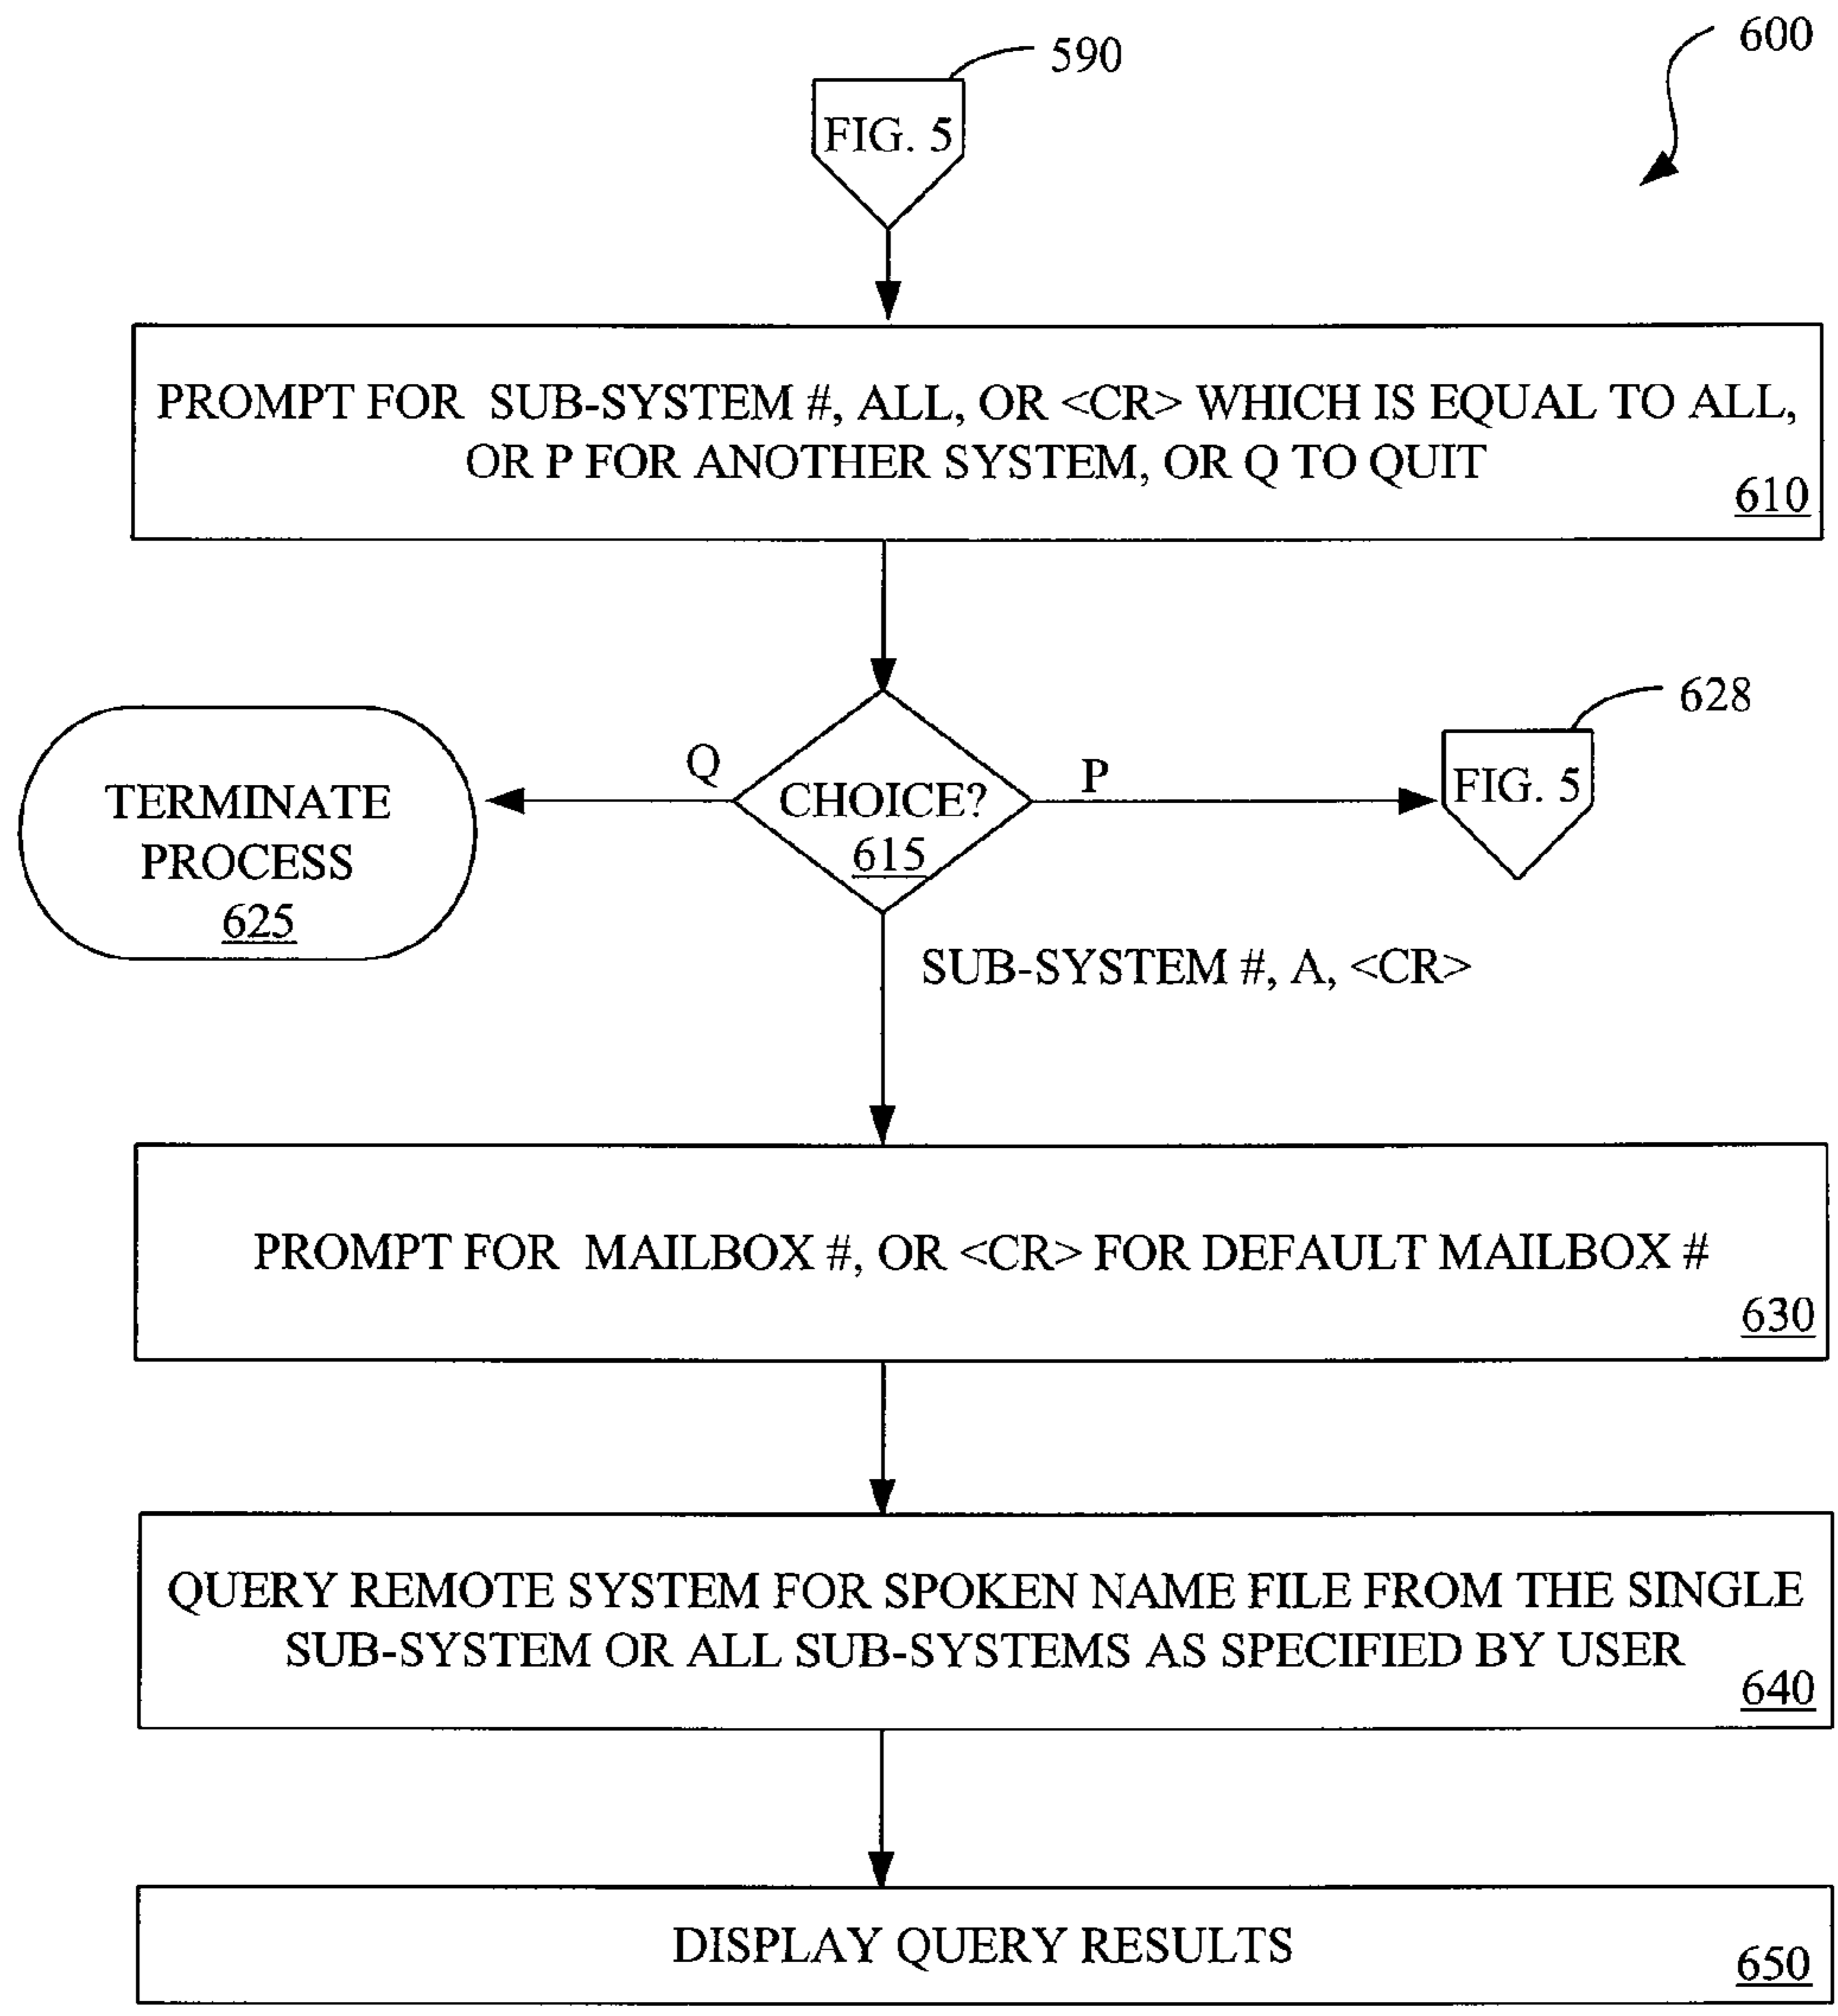 600
590
FIG. 5
PROMPT FOR SUB-SYSTEM #, ALL, OR <CR> WHICH IS EQUAL TO ALL,
OR P FOR ANOTHER SYSTEM, OR Q TO QUIT
610
628
Q
P
FIG. 5
CHOICE?
615
TERMINATE
PROCESS
625
SUB-SYSTEM #, A, <CR>
PROMPT FOR MAILBOX #, OR <CR> FOR DEFAULT MAILBOX #
630
QUERY REMOTE SYSTEM FOR SPOKEN NAME FILE FROM THE SINGLE
SUB-SYSTEM OR ALL SUB-SYSTEMS AS SPECIFIED BY USER
640
DISPLAY QUERY RESULTS
650